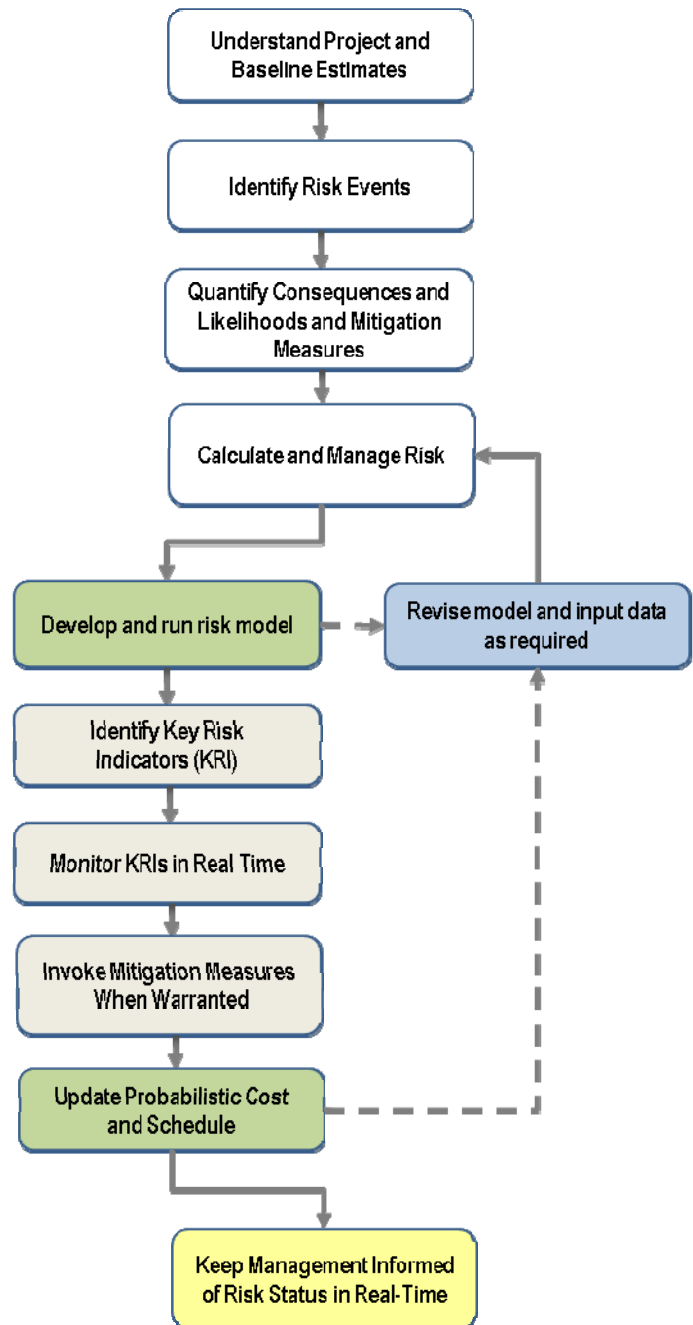 Understand Project and
Baseline Estimates
Identify Risk Events
Quantify Consequences and
Likelihoods and Mitigation
Measures
Calculate and Manage Risk
Develop and run risk model
Revise model and input data
as required
Identify Key Risk
Indicators (KRI)
Monitor KRIs in Real Time
Invoke Mitigation Measures
When Warranted
Update Probabilistic Cost
and Schedule
Keep Management Informed
of Risk Status in Real-Time